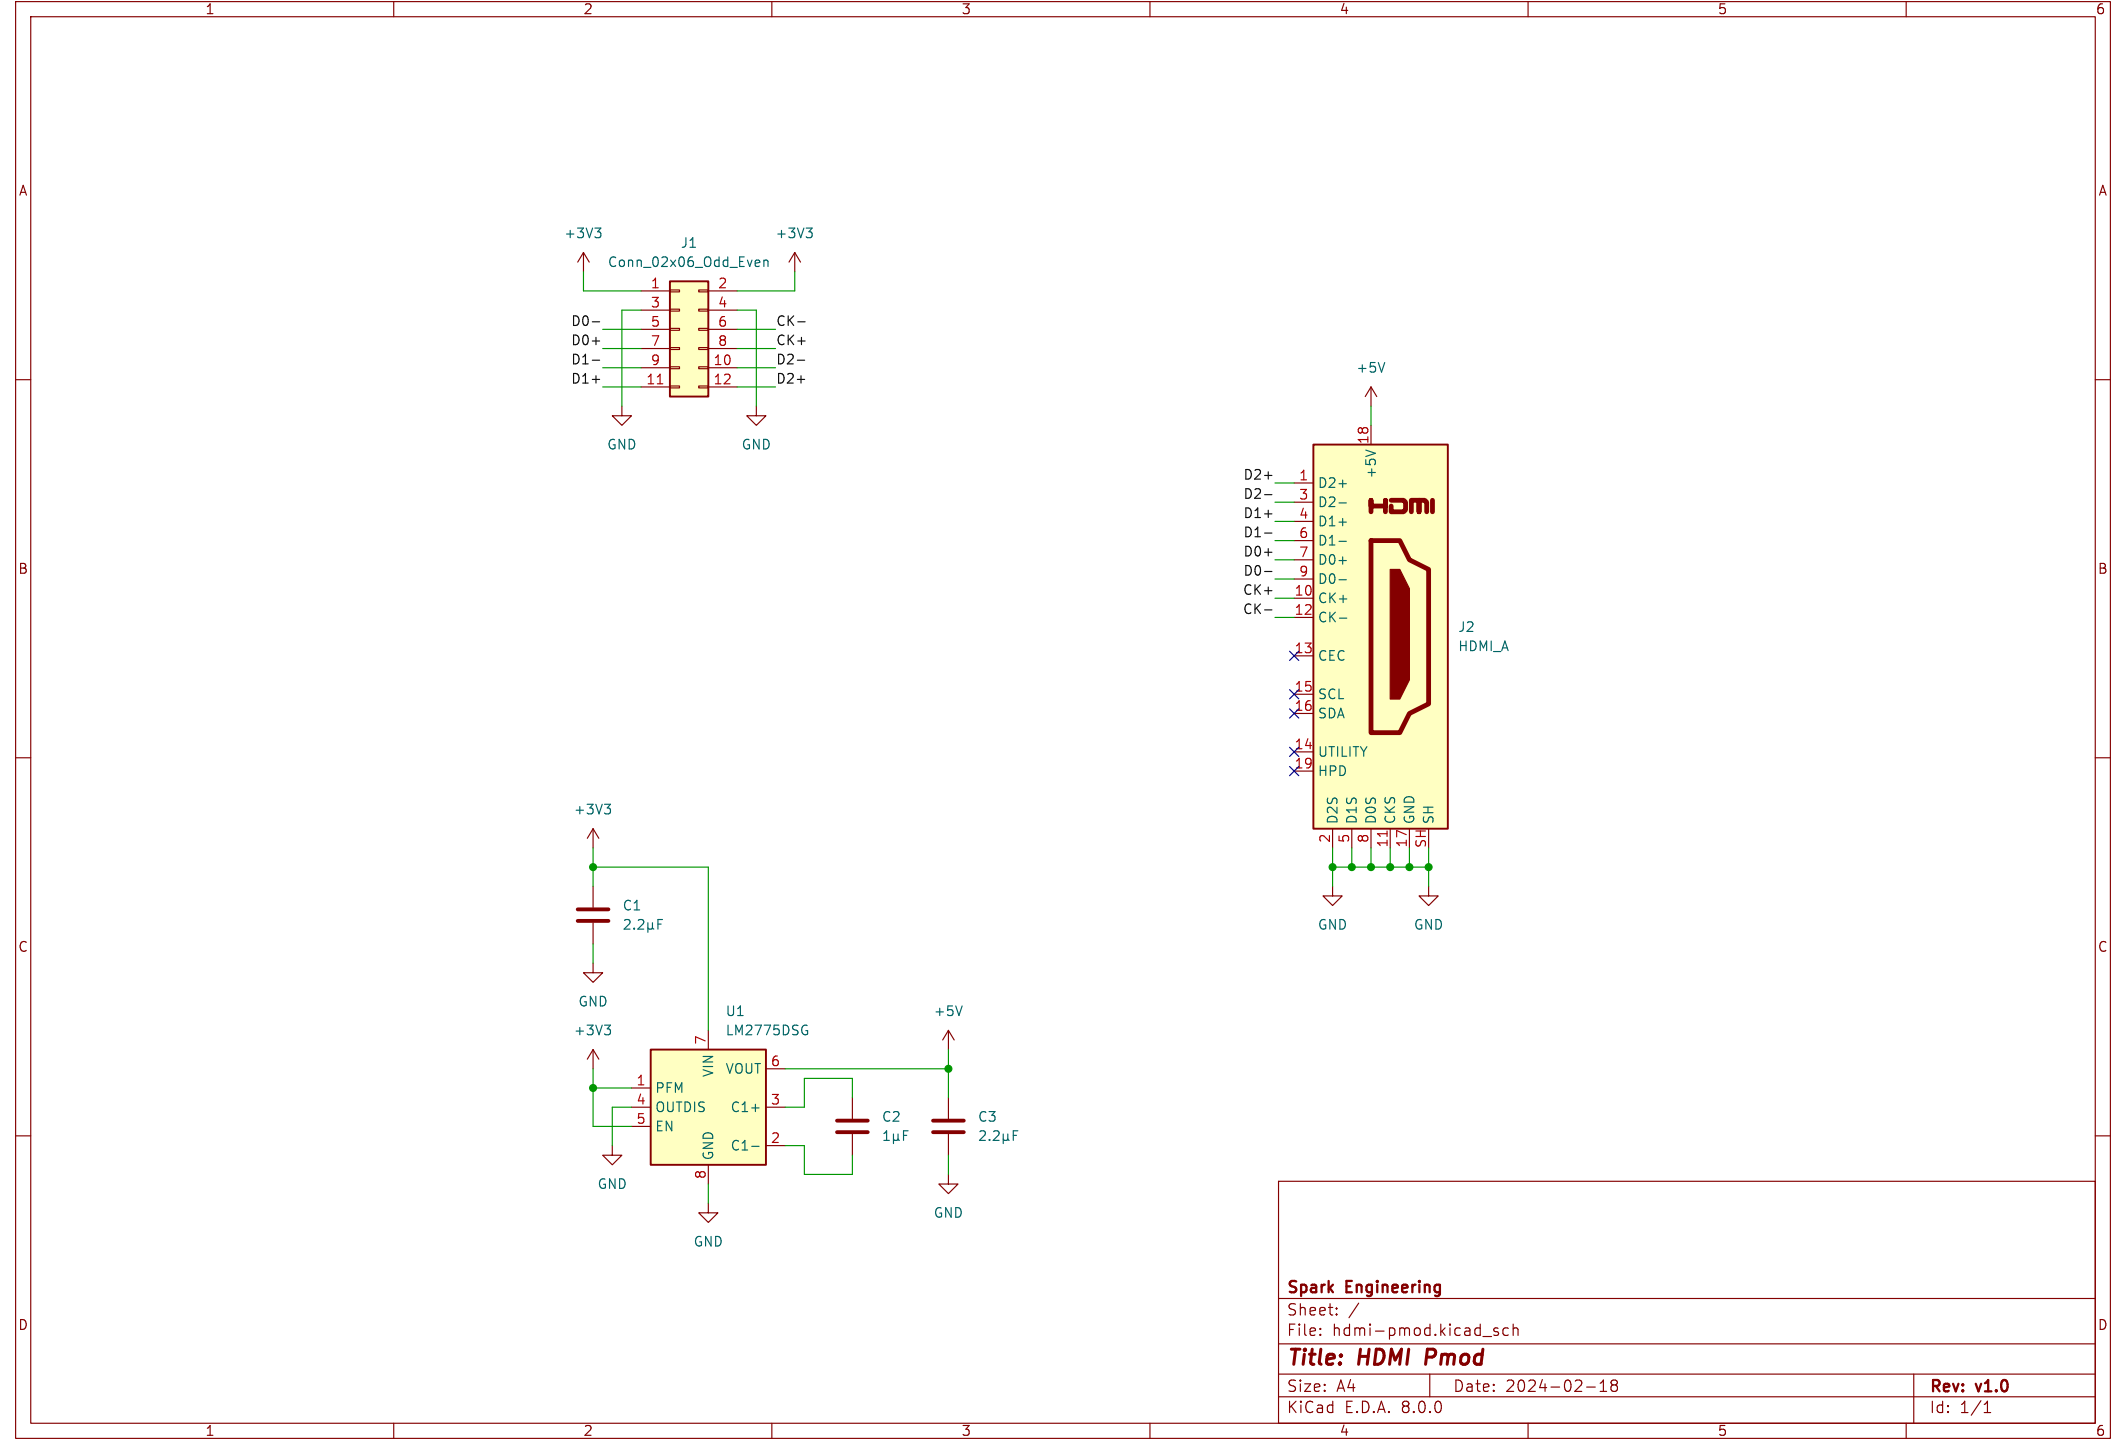 1 2 3 4 5 6
A A
+3V3 +3V3
J1
Conn_02x06_Odd_Even
1 2
3 4
D0- 5 6 CK-
D0+ 7 8 CK+
D1- 9 10 D2-
D1+ 11 12 D2+
GND GND
+5V
18
+5V
D2+ 1 D2+
HDMI
D2- 3 D2-
D1+ 4 D1+
D1- 6 D1-
D0+ 7 D0+
D0- 9 D0-
CK+ 10 CK+
CK- 12 CK-
J2
HDMI_A
13 CEC
15 SCL
16 SDA
14 UTILITY
19 HPD
D2S D1S D0S CKS GND SH
2 5 8 11 17 SH
GND GND
B B
+3V3
C1
2.2µF
GND
C C
+3V3
U1
LM2775DSG
+5V
7
VIN
VOUT 6
1 PFM
4 OUTDIS
C1+ 3
5 EN
C1- 2
GND
8
C2
1µF
C3
2.2µF
GND
GND
GND
Spark Engineering
Sheet: /
File: hdmi-pmod.kicad_sch
Title: HDMI Pmod
Size: A4 Date: 2024-02-18 Rev: v1.0
KiCad E.D.A. 8.0.0 Id: 1/1
D D
1 2 3 4 5 6